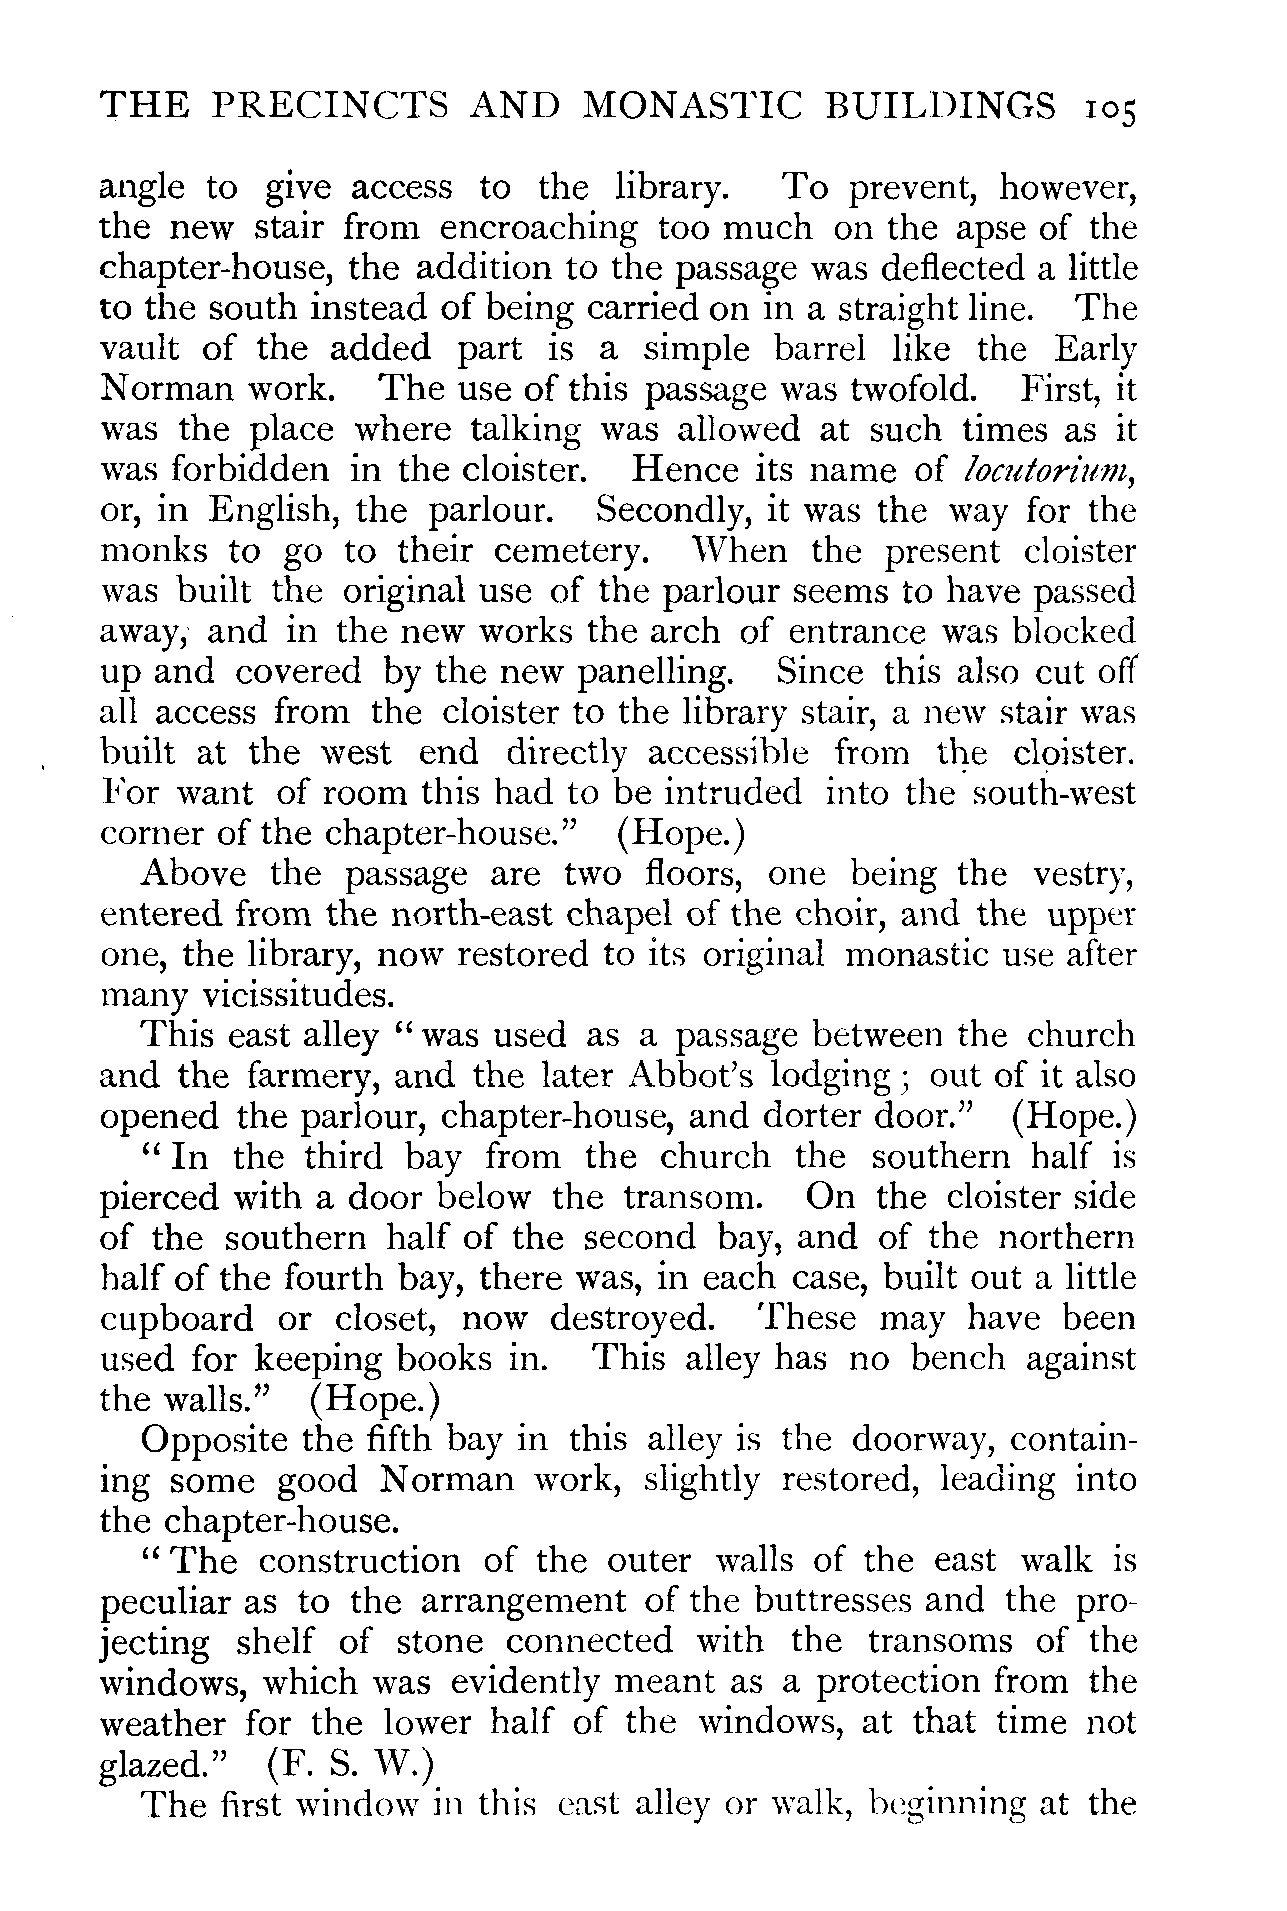 THE PRECINCTS AND MONASTIC BUILDINGS 105
angle to give access to the library. To prevent, however,
the new stair from encroaching too much on the apse of the
chapter-house, the addition to the passage was deflected a little
to the south instead of being carried on in a straight line. The
vault of the added part is a simple barrel like the Early
Norman work. The use of this passage was twofold. First, it
was the place where talking was allowed at such times as it
was forbidden in the cloister. Hence its name of locutorium,
or, in English, the parlour. Secondly, it was the way for the
monks to go to their cemetery. When the present cloister
was built the original use of the parlour seems to have passed
away, and in the new works the arch of entrance was blocked
up and covered by the new panelling. Since this also cut off
all access from the cloister to the library stair, a new stair was
built at the west end directly accessible from the cloister.
For want of room this had to be intruded into the south-west
corner of the chapter-house.” (Hope.)
Above the passage are two floors, one being the vestry,
entered from the north-east chapel of the choir, and the upper
one, the library, now restored to its original monastic use after
many vicissitudes.
This east alley “ was used as a passage between the church
and the farmery, and the later Abbot’s lodging ; out of it also
opened the parlour, chapter-house, and dorter door.” (Hope.)
“ In the third bay from the church the southern half is
pierced with a door below the transom. On the cloister side
of the southern half of the second bay, and of the northern
half of the fourth bay, there was, in each case, built out a little
cupboard or closet, now destroyed. These may have been
used for keeping books in. This alley has no bench against
the walls.” (Hope.)
Opposite the fifth bay in this alley is the doorway, contain-
ing some good Norman work, slightly restored, leading into
the chapter-house.
“ The construction of the outer walls of the east walk is
peculiar as to the arrangement of the buttresses and the pro-
jecting shelf of stone connected with the transoms of the
windows, which was evidently meant as a protection from the
weather for the lower half of the windows, at that time not
glazed.” (F. S. W.)
The first window in this east alley or walk, beginning at the